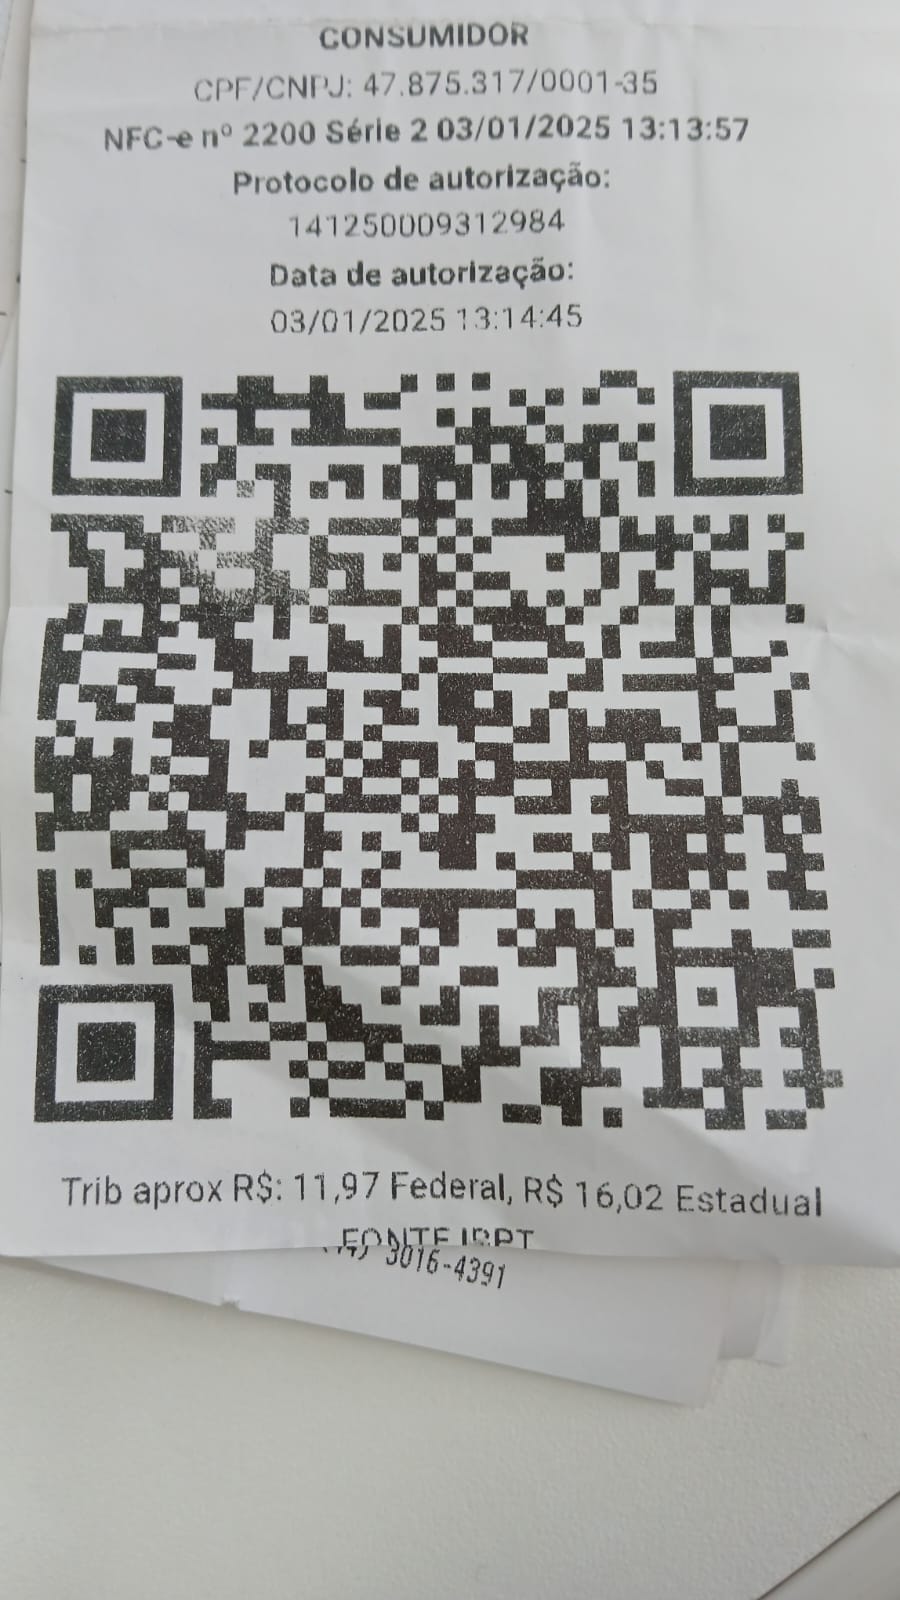 CONSUMIDOR
CPF/CNPJ: 47.875.317/0001-35
NFC-e nº 2200 Série 2 03/01/2025 13:13:57
Protocolo de autorização:
141250009312984
Data de autorização:
03/01/2025 13:14:45
Trib aprox R$: 11,97 Federal, R$ 16,02 Estadual
FONTE IBPT
3016-4391